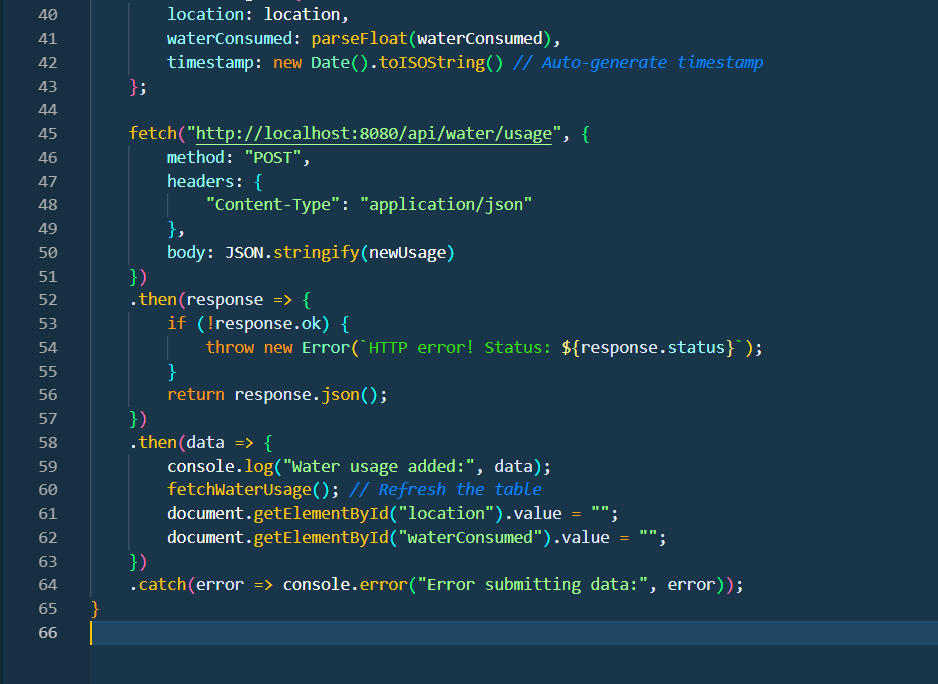 40 location: location,
41 waterConsumed: parseFloat(waterConsumed),
42 timestamp: new Date().toISOString() // Auto-generate timestamp
43 };
44
45 fetch("http://localhost:8080/api/water/usage", {
46 method: "POST",
47 headers: {
48 "Content-Type": "application/json"
49 },
50 body: JSON.stringify(newUsage)
51 })
52 .then(response => {
53 if (!response.ok) {
54 throw new Error(`HTTP error! Status: ${response.status}`);
55 }
56 return response.json();
57 })
58 .then(data => {
59 console.log("Water usage added:", data);
60 fetchWaterUsage(); // Refresh the table
61 document.getElementById("location").value = "";
62 document.getElementById("waterConsumed").value = "";
63 })
64 .catch(error => console.error("Error submitting data:", error));
65 }
66